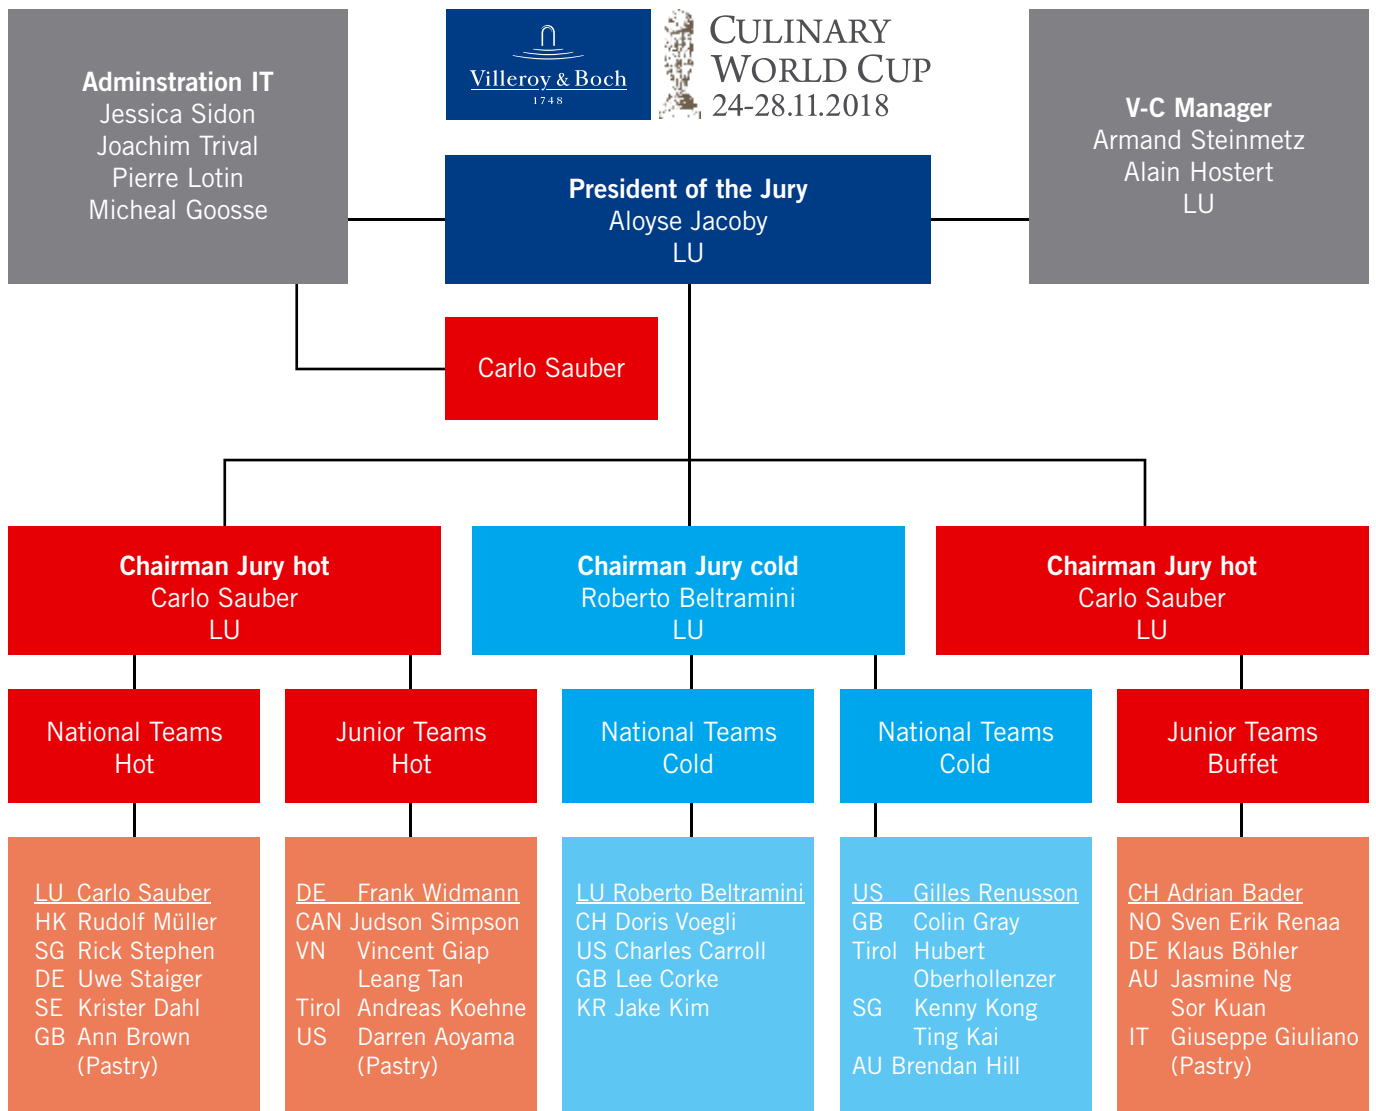 Adminstration IT
Jessica Sidon
Joachim Trival
Pierre Lotin
Micheal Goosse
Villeroy & Boch
1748
CULINARY
WORLD CUP
24-28.11.2018
V-C Manager
Armand Steinmetz
Alain Hostert
LU
President of the Jury
Aloyse Jacoby
LU
Carlo Sauber
Chairman Jury hot
Carlo Sauber
LU
Chairman Jury cold
Roberto Beltramini
LU
Chairman Jury hot
Carlo Sauber
LU
National Teams
Hot
Junior Teams
Hot
National Teams
Cold
National Teams
Cold
Junior Teams
Buffet
LU Carlo Sauber
HK Rudolf Müller
SG Rick Stephen
DE Uwe Staiger
SE Krister Dahl
GB Ann Brown
(Pastry)
DE Frank Widmann
CAN Judson Simpson
VN Vincent Giap
Leang Tan
Tirol Andreas Koehne
US Darren Aoyama
(Pastry)
LU Roberto Beltramini
CH Doris Voegli
US Charles Carroll
GB Lee Corke
KR Jake Kim
US Gilles Renusson
GB Colin Gray
Tirol Hubert
Oberhollenzer
SG Kenny Kong
Ting Kai
AU Brendan Hill
CH Adrian Bader
NO Sven Erik Renaa
DE Klaus Böhler
AU Jasmine Ng
Sor Kuan
IT Giuseppe Giuliano
(Pastry)